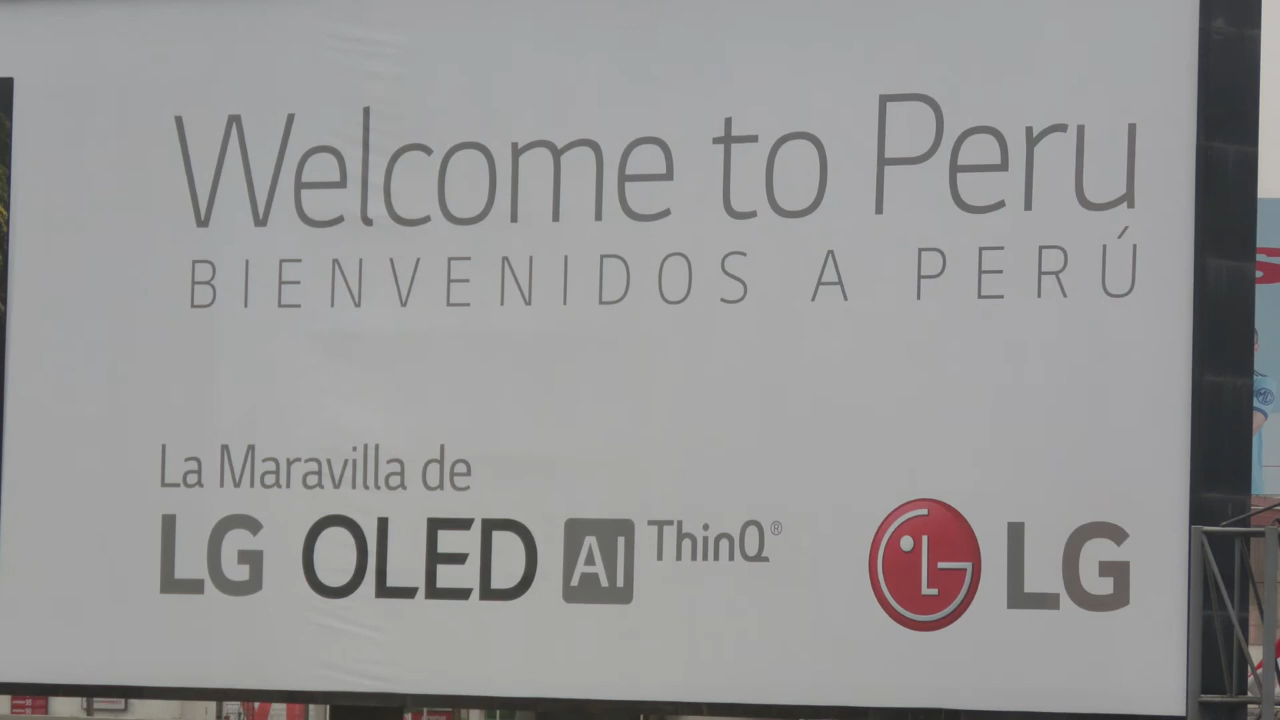 Welcome to Peru
BIENVENIDOS A PERÚ
La Maravilla de
LG OLED AI ThinQ®
LG